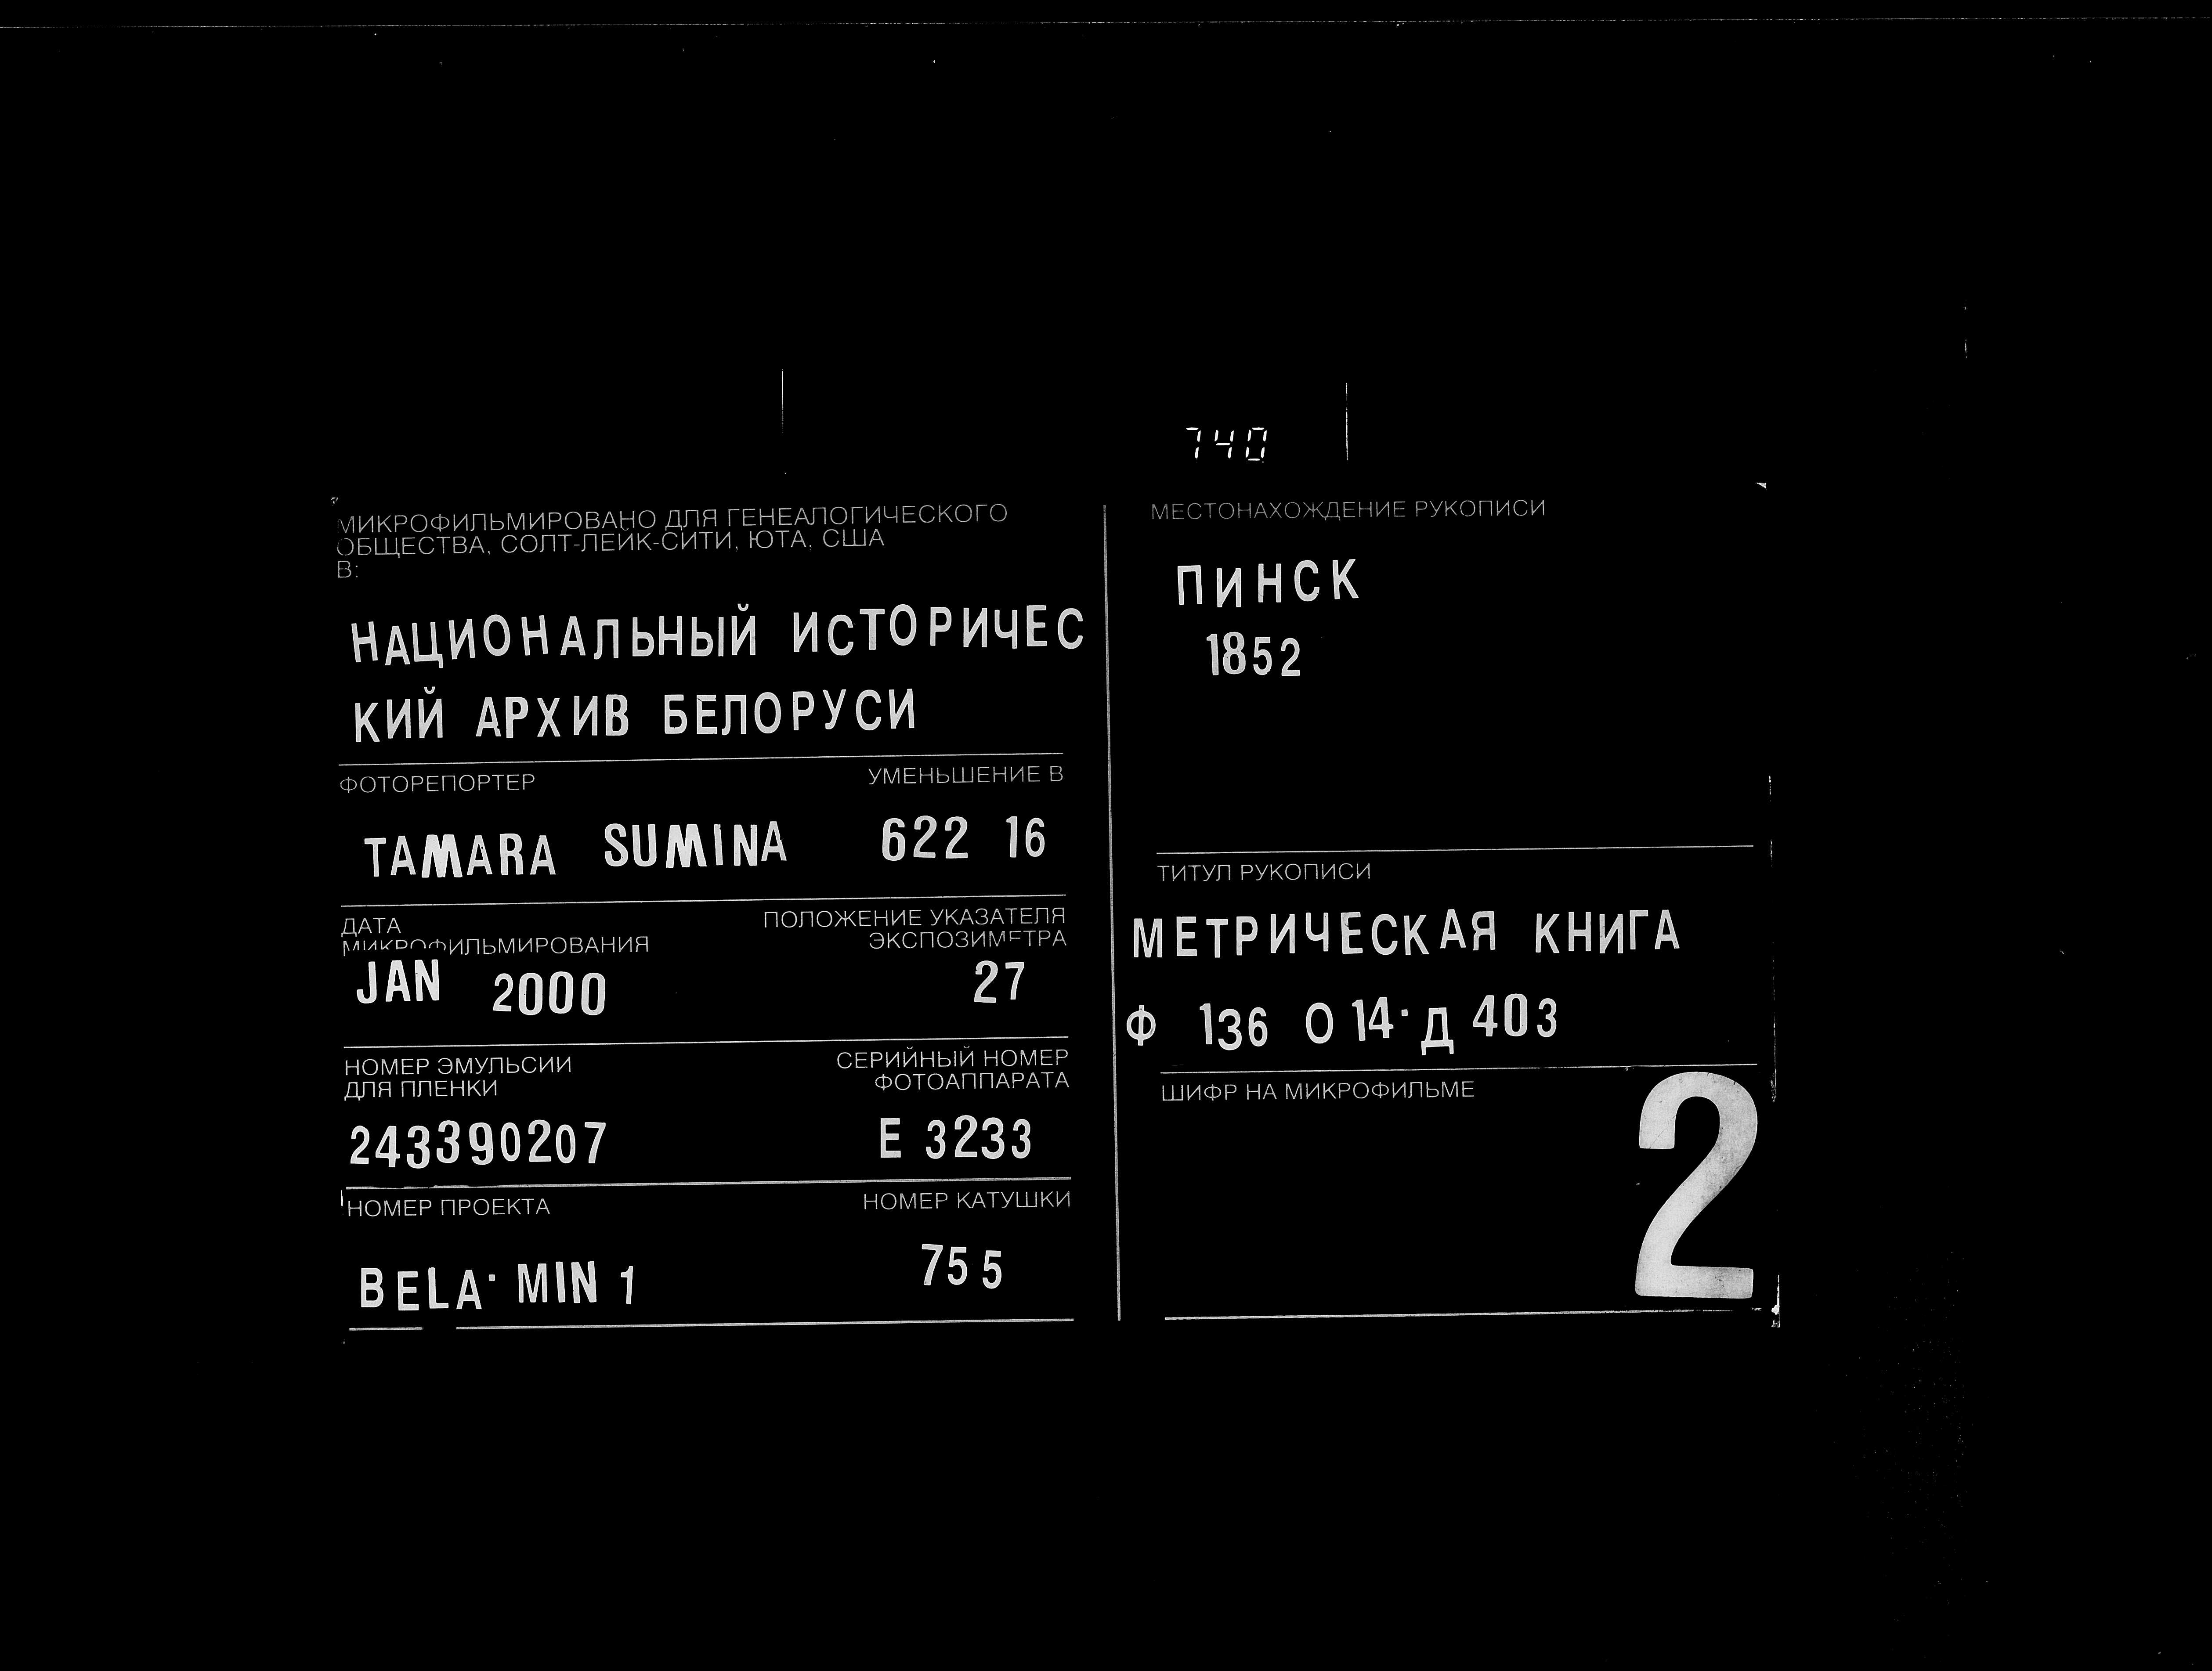 740
МИКРОФИЛЬМИРОВАНО ДЛЯ ГЕНЕАЛОГИЧЕСКОГО
ОБЩЕСТВА, СОЛТ-ЛЕЙК-СИТИ, ЮТА, США
В:
НАЦИОНАЛЬНЫЙ ИСТОРИЧЕС
КИЙ АРХИВ БЕЛОРУСИ
ФОТОРЕПОРТЕР УМЕНЬШЕНИЕ В
TAMARA SUMINA 622 16
ДАТА
МИКРОФИЛЬМИРОВАНИЯ
ПОЛОЖЕНИЕ УКАЗАТЕЛЯ
ЭКСПОЗИМЕТРА
JAN 2000 27
НОМЕР ЭМУЛЬСИИ
ДЛЯ ПЛЕНКИ
СЕРИЙНЫЙ НОМЕР
ФОТОАППАРАТА
243390207 E 3233
НОМЕР ПРОЕКТА НОМЕР КАТУШКИ
BELA· MIN 1 755
МЕСТОНАХОЖДЕНИЕ РУКОПИСИ
ПИНСК
1852
ТИТУЛ РУКОПИСИ
МЕТРИЧЕСКАЯ КНИГА
Ф 136 О 14· Д 403
ШИФР НА МИКРОФИЛЬМЕ
2